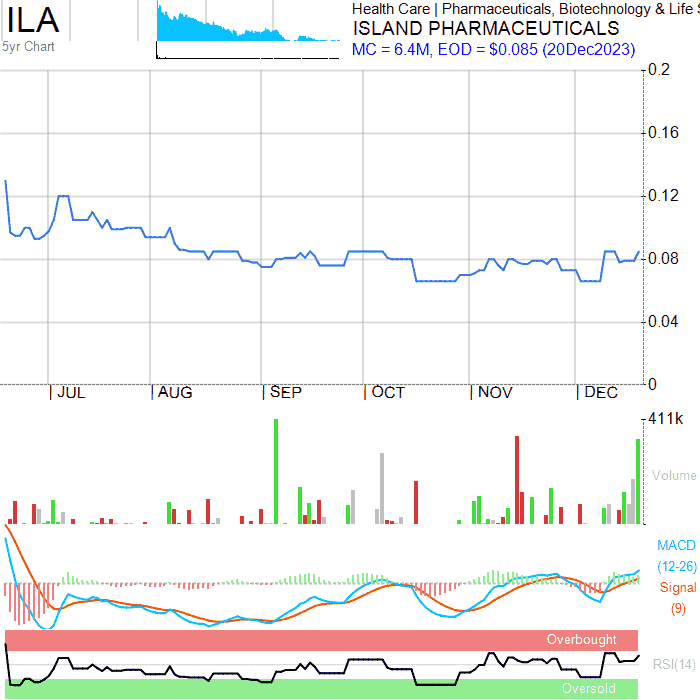 ILA
5yr Chart
Health Care | Pharmaceuticals, Biotechnology & Life S
ISLAND PHARMACEUTICALS
MC = 6.4M, EOD = $0.085 (20Dec2023)
0.2
0.16
0.12
0.08
0.04
0
JUL AUG SEP OCT NOV DEC
411k
Volume
MACD
(12-26)
Signal
(9)
Overbought
RSI(14)
Oversold